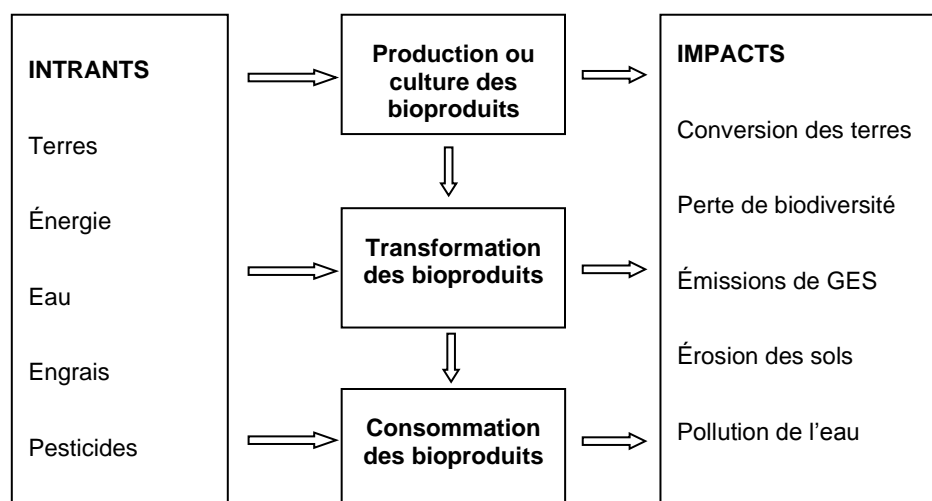 INTRANTS
Terres
Énergie
Eau
Engrais
Pesticides
Production ou
culture des
bioproduits
Transformation
des bioproduits
Consommation
des bioproduits
IMPACTS
Conversion des terres
Perte de biodiversité
Émissions de GES
Érosion des sols
Pollution de l’eau